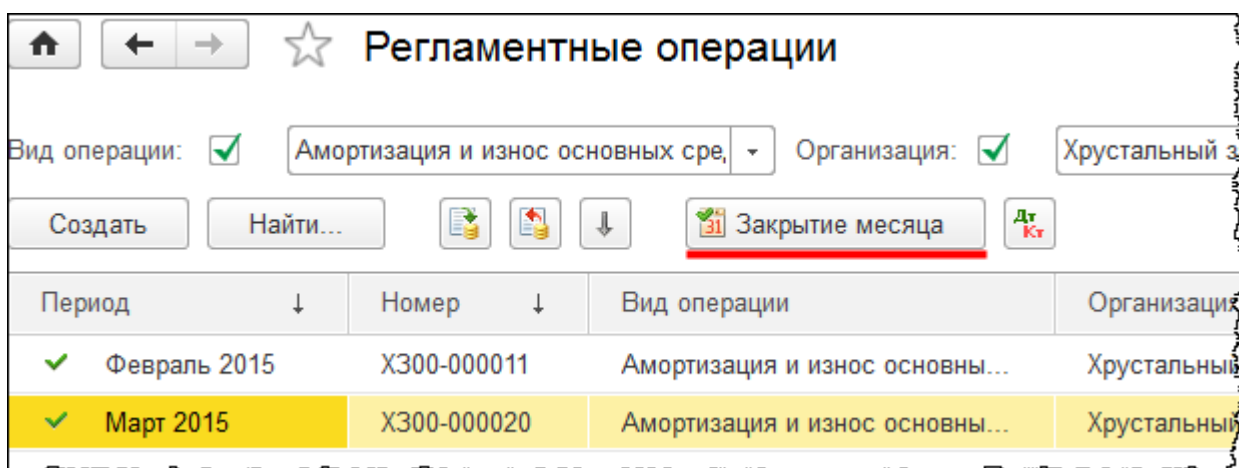 Регламентные операции
Вид операции: Амортизация и износ основных сре, Организация: Хрустальный з
Создать Найти... 31 Закрытие месяца Дт Кт
Период ↓ Номер ↓ Вид операции Организация
Февраль 2015 ХЗ00-000011 Амортизация и износ основны... Хрустальный
Март 2015 ХЗ00-000020 Амортизация и износ основны... Хрустальный